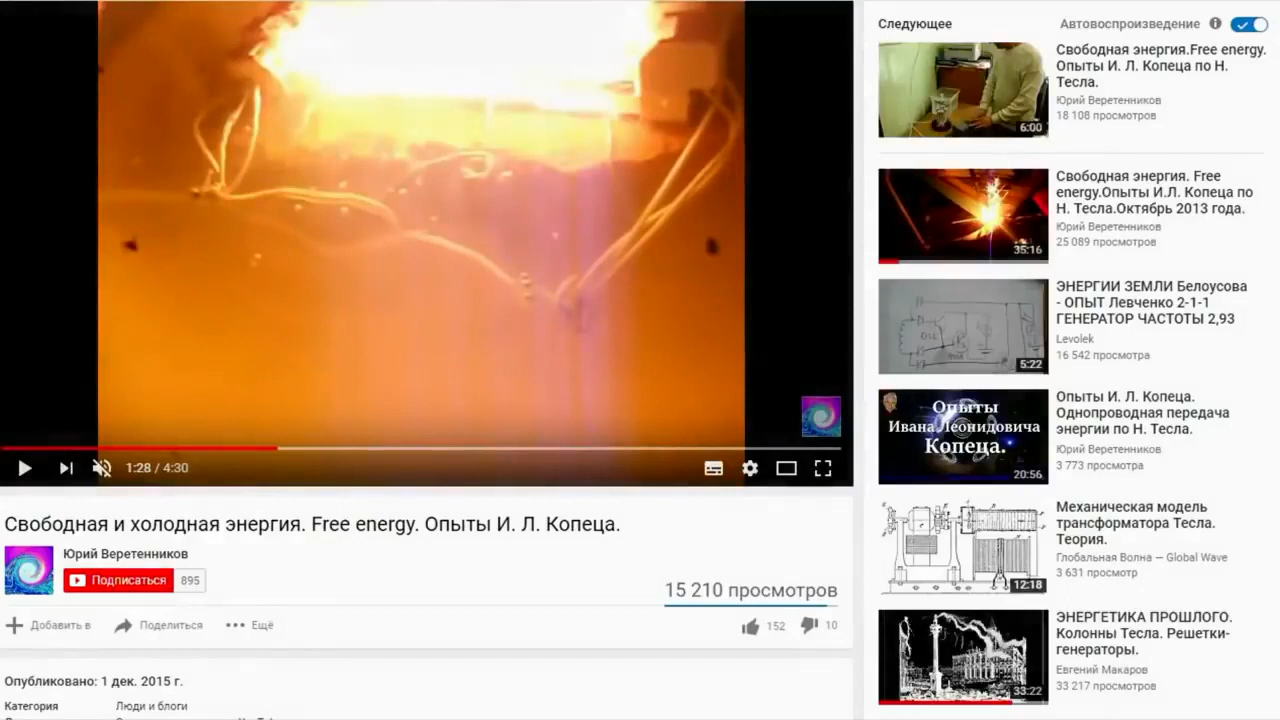 1:28 / 4:30
Свободная и холодная энергия. Free energy. Опыты И. Л. Копеца.
Юрий Веретенников
Подписаться 895
15 210 просмотров
Добавить в Поделиться Ещё
152 10
Опубликовано: 1 дек. 2015 г.
Категория Люди и блоги
Следующее Автовоспроизведение
Свободная энергия.Free energy.
Опыты И. Л. Копеца по Н.
Тесла.
Юрий Веретенников
18 108 просмотров
6:00
Свободная энергия. Free
energy.Опыты И.Л. Копеца по
Н. Тесла.Октябрь 2013 года.
Юрий Веретенников
25 089 просмотров
35:16
ЭНЕРГИИ ЗЕМЛИ Белоусова
- ОПЫТ Левченко 2-1-1
ГЕНЕРАТОР ЧАСТОТЫ 2,93
Levolek
16 542 просмотра
5:22
Опыты
Ивана Леонидовича
Копеца.
20:56
Опыты И. Л. Копеца.
Однопроводная передача
энергии по Н. Тесла.
Юрий Веретенников
3 773 просмотра
Механическая модель
трансформатора Тесла.
Теория.
Глобальная Волна — Global Wave
3 631 просмотр
12:18
ЭНЕРГЕТИКА ПРОШЛОГО.
Колонны Тесла. Решетки-
генераторы.
Евгений Макаров
33 217 просмотров
33:22